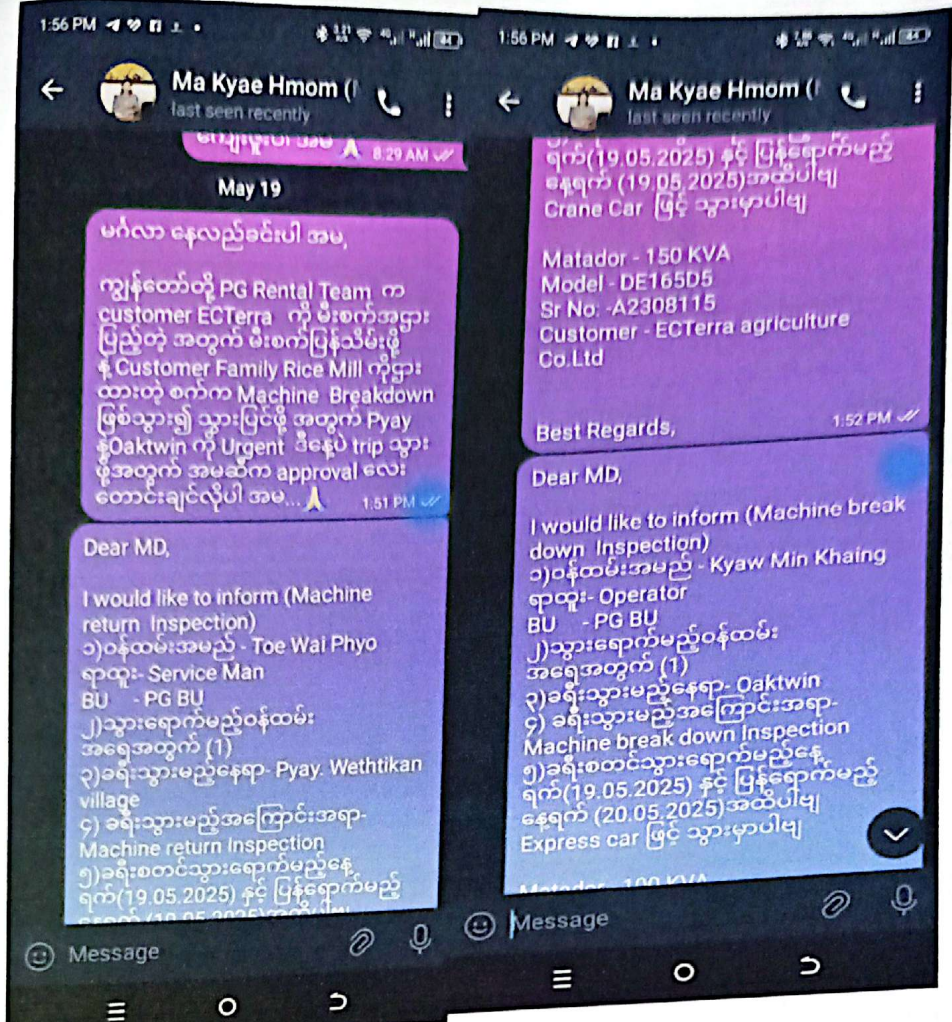 1:56 PM
Ma Kyae Hmom (
last seen recently
ကျေးဇူးပါ အမ 🙏 8:29 AM
May 19
မင်္ဂလာ နေ့လည်ခင်းပါ အမ,
ကျွန်တော်တို့ PG Rental Team က
customer ECTerra ကို မီးစက်အငှား
ပြည့်တဲ့ အတွက် မီးစက်ပြန်သိမ်းဖို့
နဲ့ Customer Family Rice Mill ကိုငှား
ထားတဲ့ စက်က Machine Breakdown
ဖြစ်သွား၍ သွားပြင်ဖို့ အတွက် Pyay
နဲ့Oaktwin ကို Urgent ဒီနေ့ပဲ trip သွား
ဖို့အတွက် အမဆီက approval လေး
တောင်းချင်လို့ပါ အမ...🙏 1:51 PM
Dear MD,
I would like to inform (Machine
return Inspection)
၁)ဝန်ထမ်းအမည် - Toe Wai Phyo
ရာထူး- Service Man
BU - PG BU
၂)သွားရောက်မည့်ဝန်ထမ်း
အရေအတွက် (1)
၃)ခရီးသွားမည့်နေရာ- Pyay. Wethtikan
village
၄) ခရီးသွားမည့်အကြောင်းအရာ-
Machine return Inspection
၅)ခရီးစတင်သွားရောက်မည့်နေ့
ရက်(19.05.2025) နှင့် ပြန်ရောက်မည့်
Message
1:56 PM
Ma Kyae Hmom (
last seen recently
ရက်(19.05.2025) နှင့် ပြန်ရောက်မည့်
နေ့ရက် (19.05.2025)အထိပါဗျ
Crane Car ဖြင့် သွားမှာပါဗျ
Matador - 150 KVA
Model - DE165D5
Sr No: -A2308115
Customer - ECTerra agriculture
Co.Ltd
Best Regards, 1:52 PM
Dear MD,
I would like to inform (Machine break
down Inspection)
၁)ဝန်ထမ်းအမည် - Kyaw Min Khaing
ရာထူး- Operator
BU - PG BU
၂)သွားရောက်မည့်ဝန်ထမ်း
အရေအတွက် (1)
၃)ခရီးသွားမည့်နေရာ- Oaktwin
၄) ခရီးသွားမည့်အကြောင်းအရာ-
Machine break down Inspection
၅)ခရီးစတင်သွားရောက်မည့်နေ့
ရက်(19.05.2025) နှင့် ပြန်ရောက်မည့်
နေ့ရက် (20.05.2025)အထိပါဗျ
Express car ဖြင့် သွားမှာပါဗျ
Matador - 100 KVA
Message